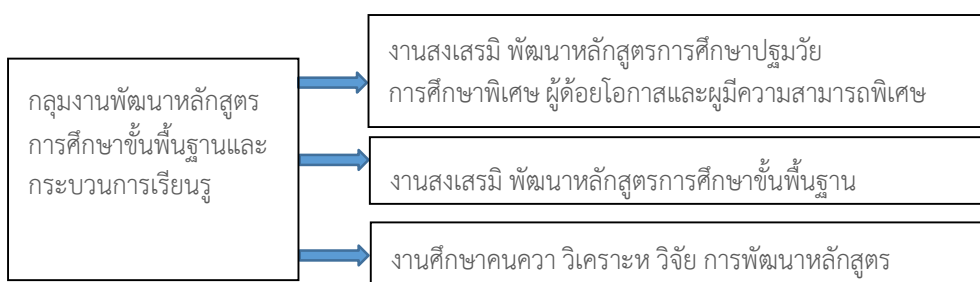 กลุมงานพัฒนาหลักสูตร
การศึกษาขั้นพื้นฐานและ
กระบวนการเรียนรู
งานสงเสรมิ พัฒนาหลักสูตรการศึกษาปฐมวัย
การศึกษาพิเศษ ผู้ด้อยโอกาสและผูมีความสามารถพิเศษ
งานสงเสรมิ พัฒนาหลักสูตรการศึกษาขั้นพื้นฐาน
งานศึกษาคนควา วิเคราะห วิจัย การพัฒนาหลักสูตร